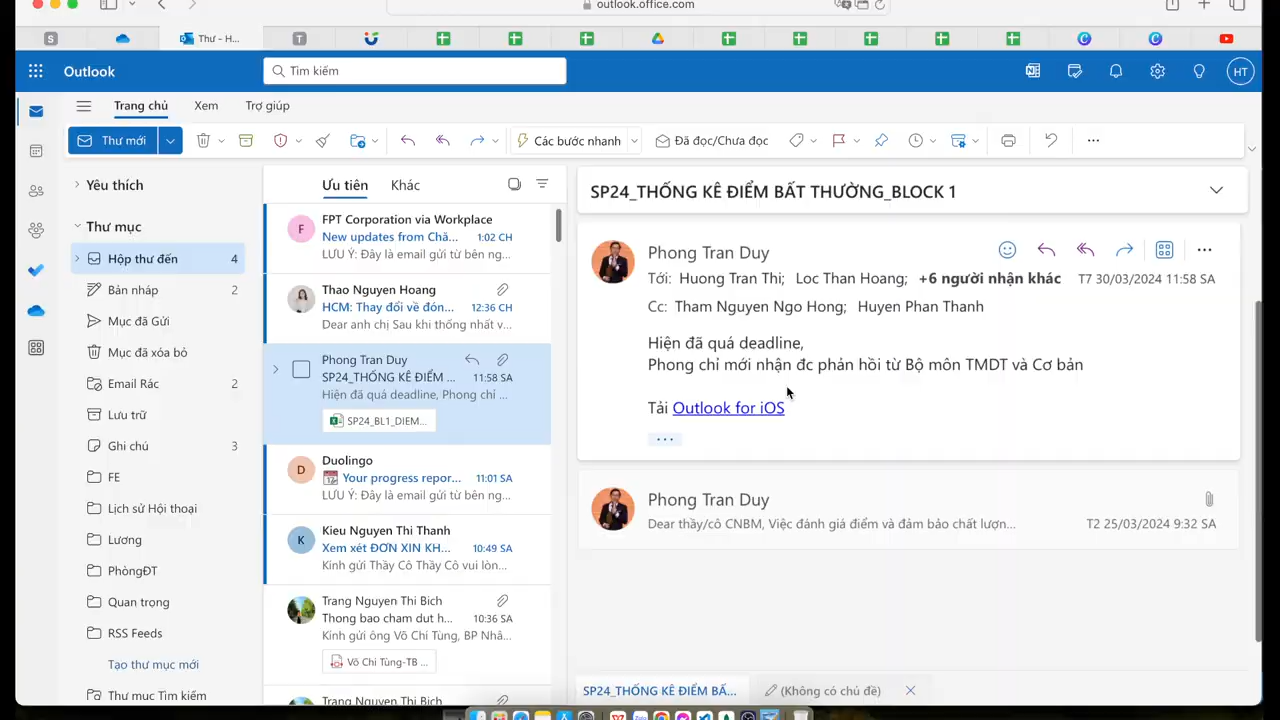 outlook.office.com
S
Thư - H...
T
Outlook
Tìm kiếm
HT
Trang chủ
Xem
Trợ giúp
Thư mới
Các bước nhanh
Đã đọc/Chưa đọc
...
Yêu thích
Thư mục
Hộp thư đến 4
Bản nháp 2
Mục đã Gửi
Mục đã xóa bỏ
Email Rác 2
Lưu trữ
Ghi chú 3
FE
Lịch sử Hội thoại
Lương
PhòngĐT
Quan trọng
RSS Feeds
Tạo thư mục mới
Thư mục Tìm kiếm
Ưu tiên Khác
F
FPT Corporation via Workplace
New updates from Chă... 1:02 CH
LƯU Ý: Đây là email gửi từ bên ng...
Thao Nguyen Hoang
HCM: Thay đổi về đón... 12:36 CH
Dear anh chị Sau khi thống nhất v...
Phong Tran Duy
SP24_THỐNG KÊ ĐIỂM ... 11:58 SA
Hiện đã quá deadline, Phong chỉ ...
SP24_BL1_DIEM...
D
Duolingo
Your progress repor... 11:01 SA
LƯU Ý: Đây là email gửi từ bên ng...
K
Kieu Nguyen Thi Thanh
Xem xét ĐƠN XIN KH... 10:49 SA
Kính gửi Thầy Cô Thầy Cô vui lòn...
Trang Nguyen Thi Bich
Thong bao cham dut h... 10:36 SA
Kính gửi ông Võ Chí Tùng, BP Nhâ...
Võ Chí Tùng-TB ...
Trang Nguyen Thi Bich
SP24_THỐNG KÊ ĐIỂM BẤT THƯỜNG_BLOCK 1
Phong Tran Duy
Tới: Huong Tran Thi; Loc Than Hoang; +6 người nhận khác T7 30/03/2024 11:58 SA
Cc: Tham Nguyen Ngo Hong; Huyen Phan Thanh
Hiện đã quá deadline,
Phong chỉ mới nhận đc phản hồi từ Bộ môn TMDT và Cơ bản
Tải Outlook for iOS
...
Phong Tran Duy
Dear thầy/cô CNBM, Việc đánh giá điểm và đảm bảo chất lượn... T2 25/03/2024 9:32 SA
SP24_THỐNG KÊ ĐIỂM BẤ...
(Không có chủ đề)